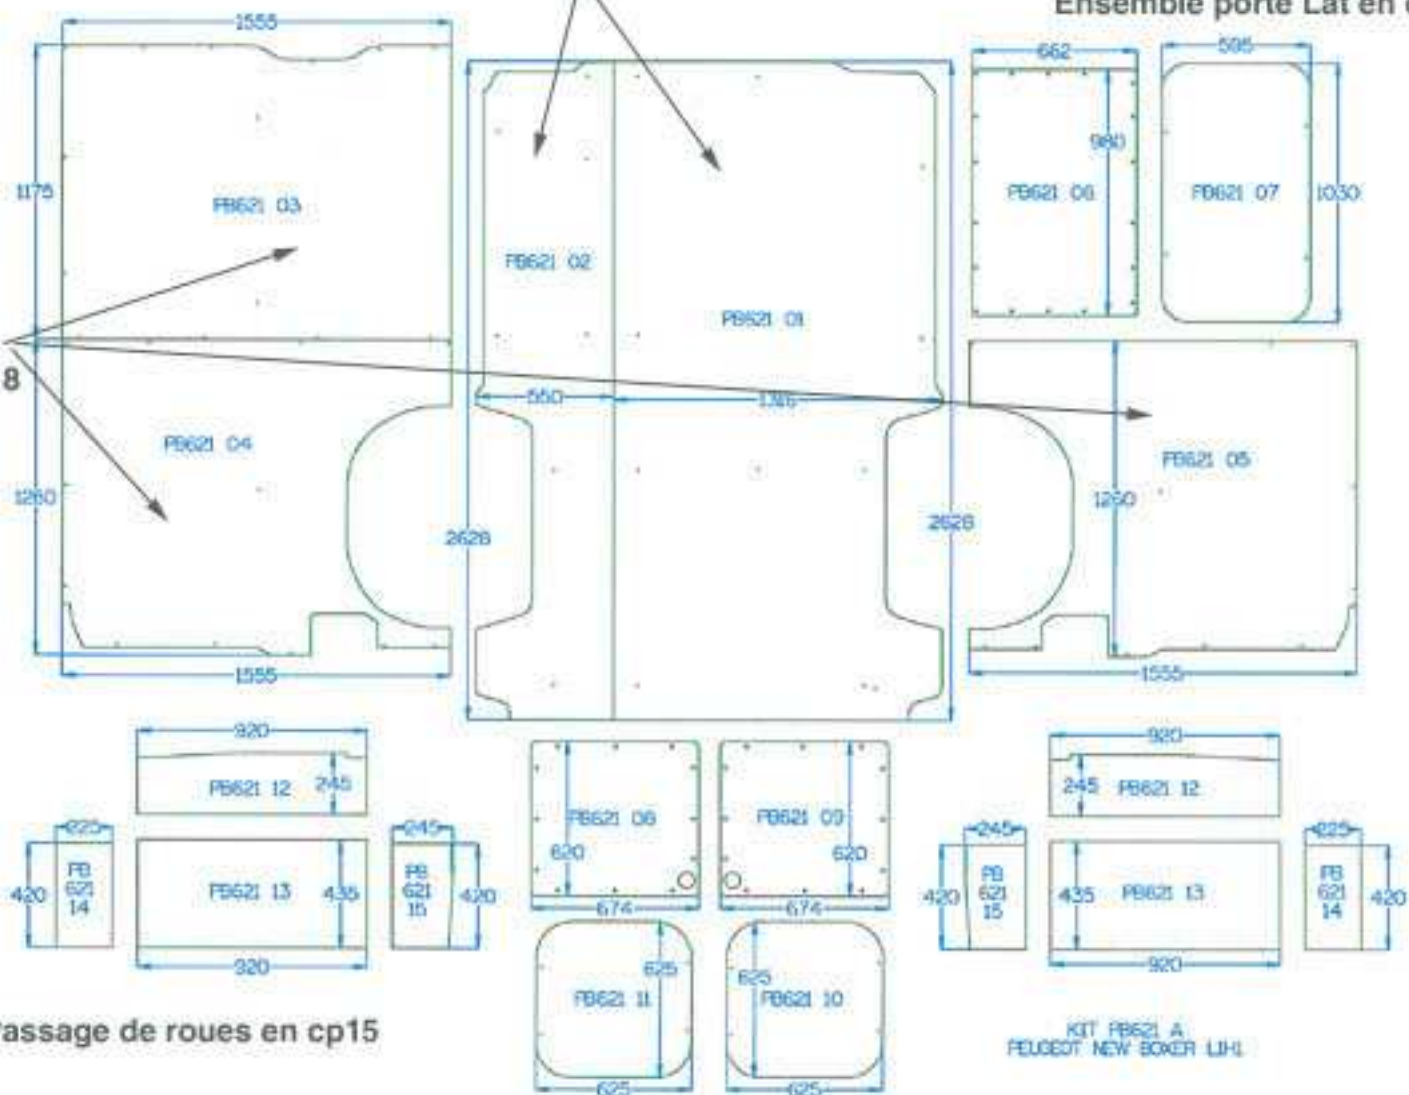 Ensemble porte Lat en
1555
662
595
980
1175
PB621 03
PB621 06
PB621 07
1030
PB621 02
PB621 01
8
550
PB621 04
PB621 05
1260
1260
2628
2628
1555
1555
920
920
PB621 12
245
245
PB621 12
225
245
PB621 08
PB621 09
245
225
420
PB
621
14
PB621 13
435
PB
621
15
420
620
620
420
PB
621
15
435
PB621 13
PB
621
14
420
674
674
920
920
625
625
PB621 11
PB621 10
625
625
assage de roues en cp15
KIT PB621 A
PEUGEOT NEW BOXER L1H1